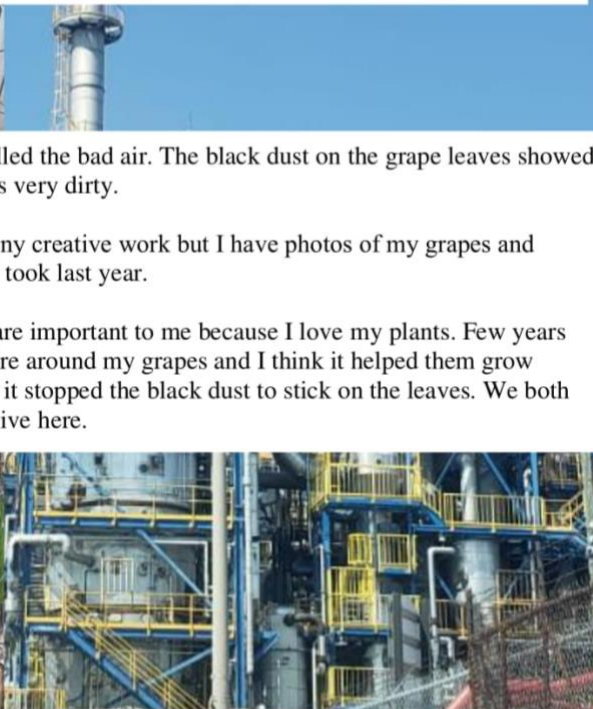 lled the bad air. The black dust on the grape leaves showed
s very dirty.
ny creative work but I have photos of my grapes and
took last year.
are important to me because I love my plants. Few years
re around my grapes and I think it helped them grow
it stopped the black dust to stick on the leaves. We both
ive here.